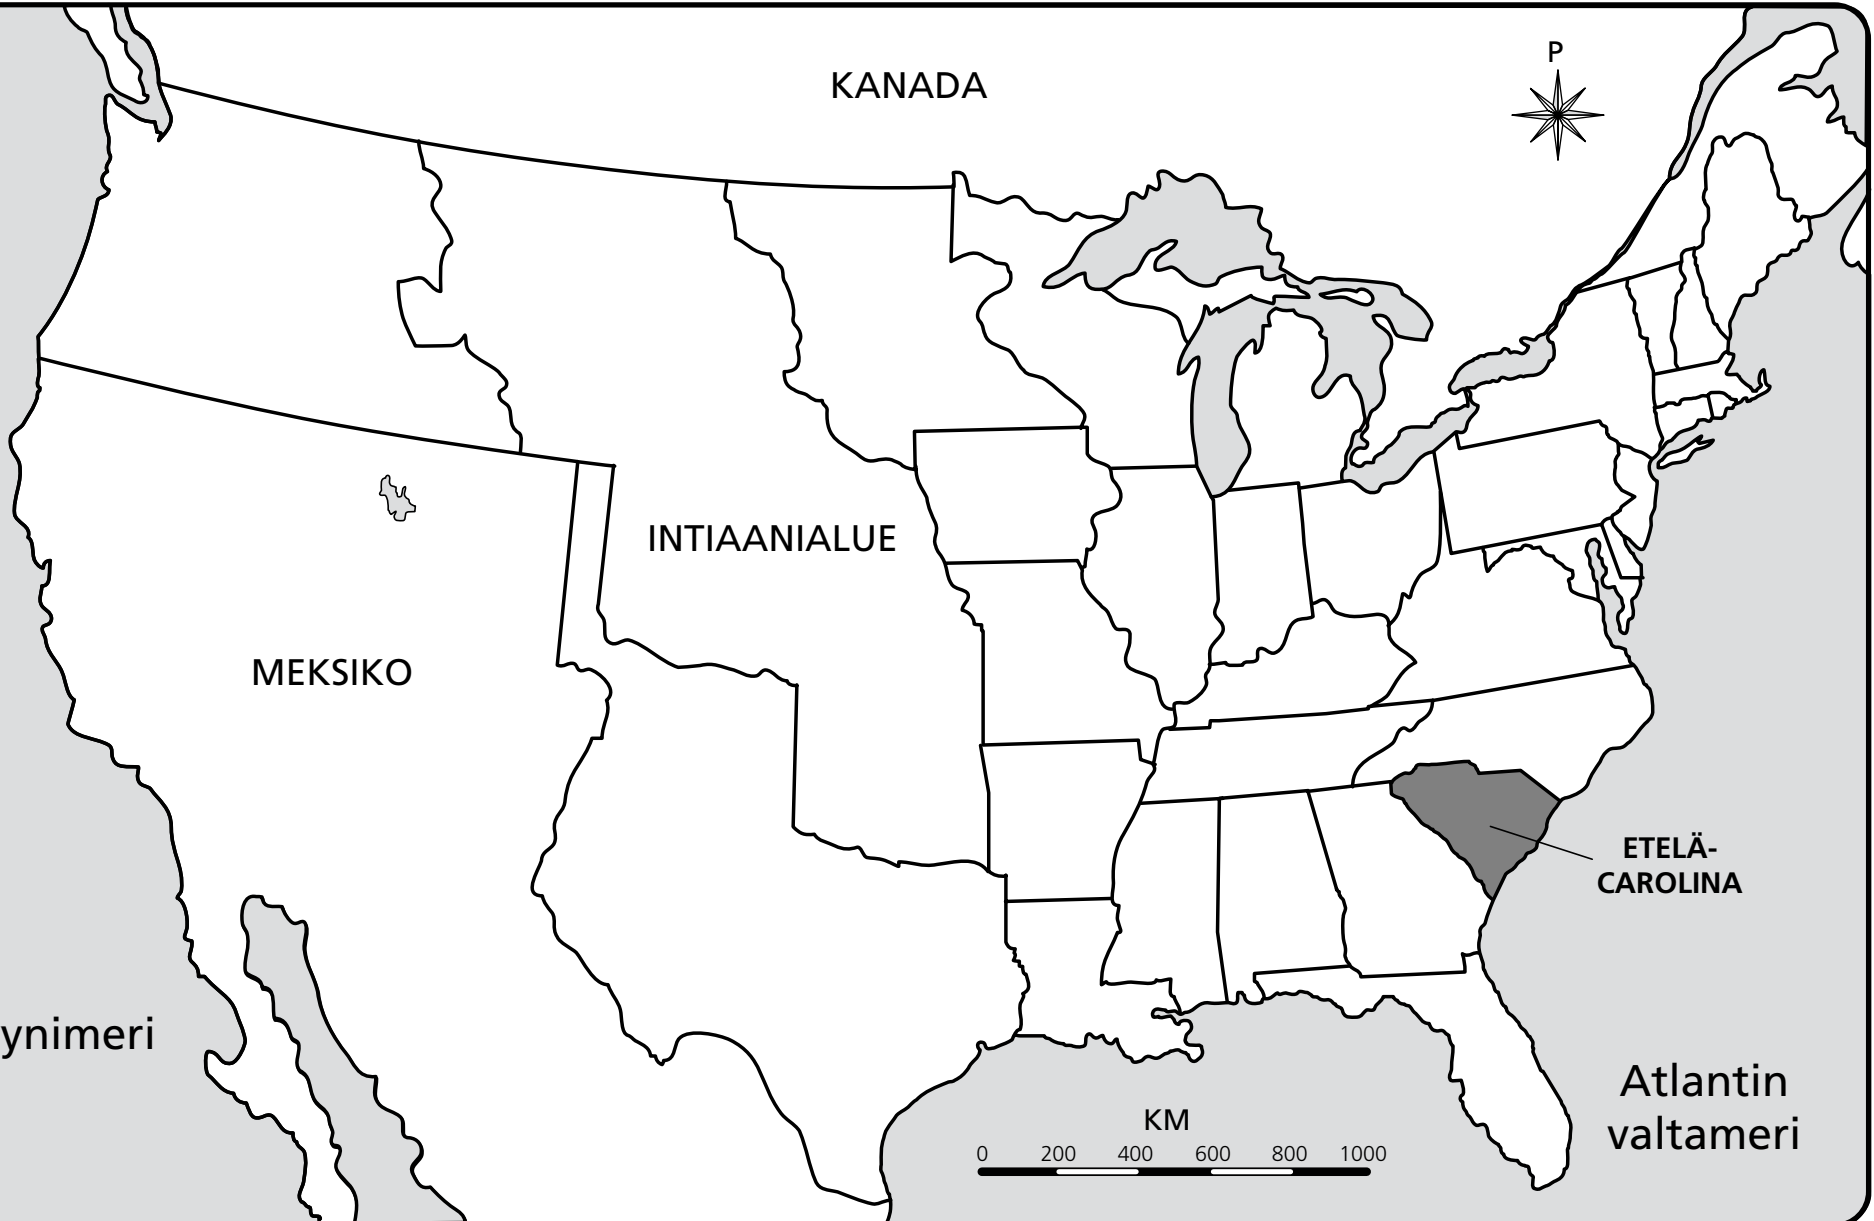 P
KANADA
INTIAANIALUE
MEKSIKO
ETELÄ-
CAROLINA
ynimeri
Atlantin
valtameri
KM
0 200 400 600 800 1000